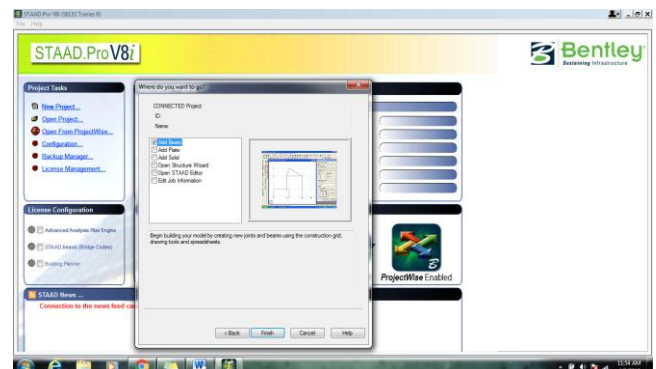 STAAD.Pro V8i (SELECTseries 6)
File Help
STAAD.Pro V8i
Bentley
Sustaining Infrastructure
Project Tasks
New Project...
Open Project...
Open From ProjectWise...
Configuration...
Backup Manager...
License Management...
License Configuration
Advanced Analysis Plus Engine
STAAD.beava (Bridge Codes)
Building Planner
STAAD News ...
Connection to the news feed
Where do you want to go?
CONNECTED Project
ID:
Name:
Add Beam
Add Plate
Add Solid
Open Structure Wizard
Open STAAD Editor
Edit Job Information
Begin building your model by creating new joints and beams using the construction grid,
drawing tools and spreadsheets.
< Back
Finish
Cancel
Help
ProjectWise Enabled
11:54 AM